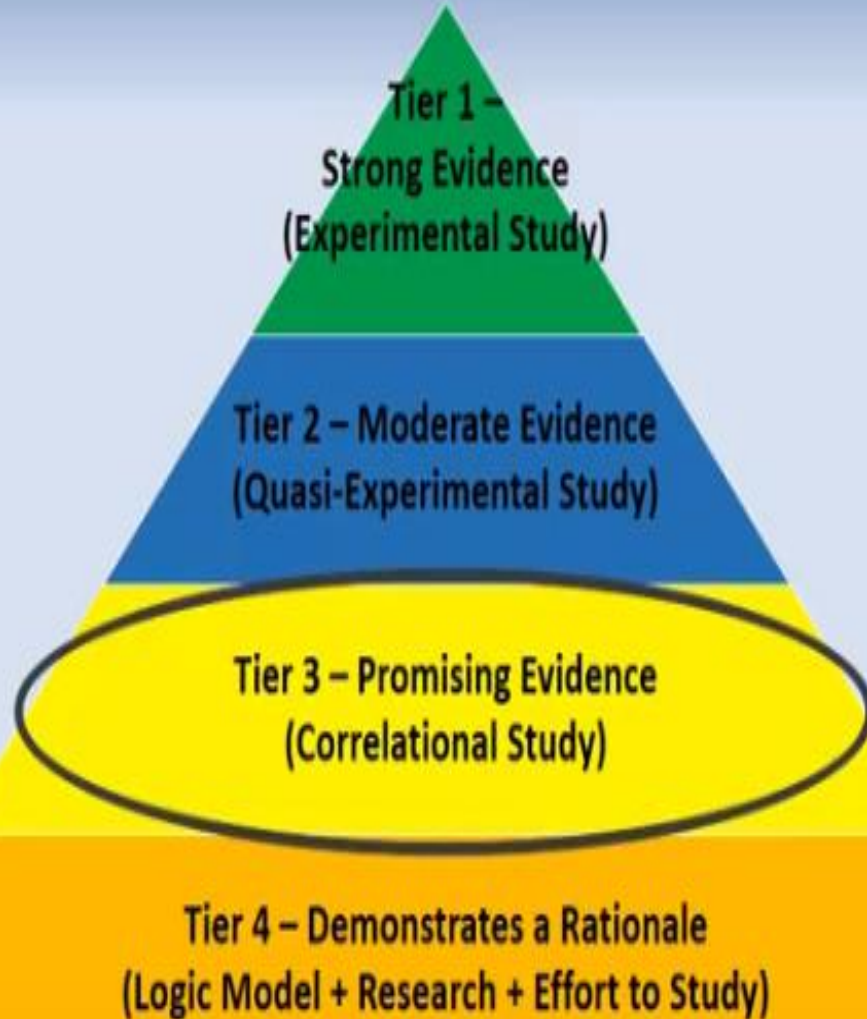 Tier 1 –
Strong Evidence
(Experimental Study)
Tier 2 – Moderate Evidence
(Quasi-Experimental Study)
Tier 3 – Promising Evidence
(Correlational Study)
Tier 4 – Demonstrates a Rationale
(Logic Model + Research + Effort to Study)